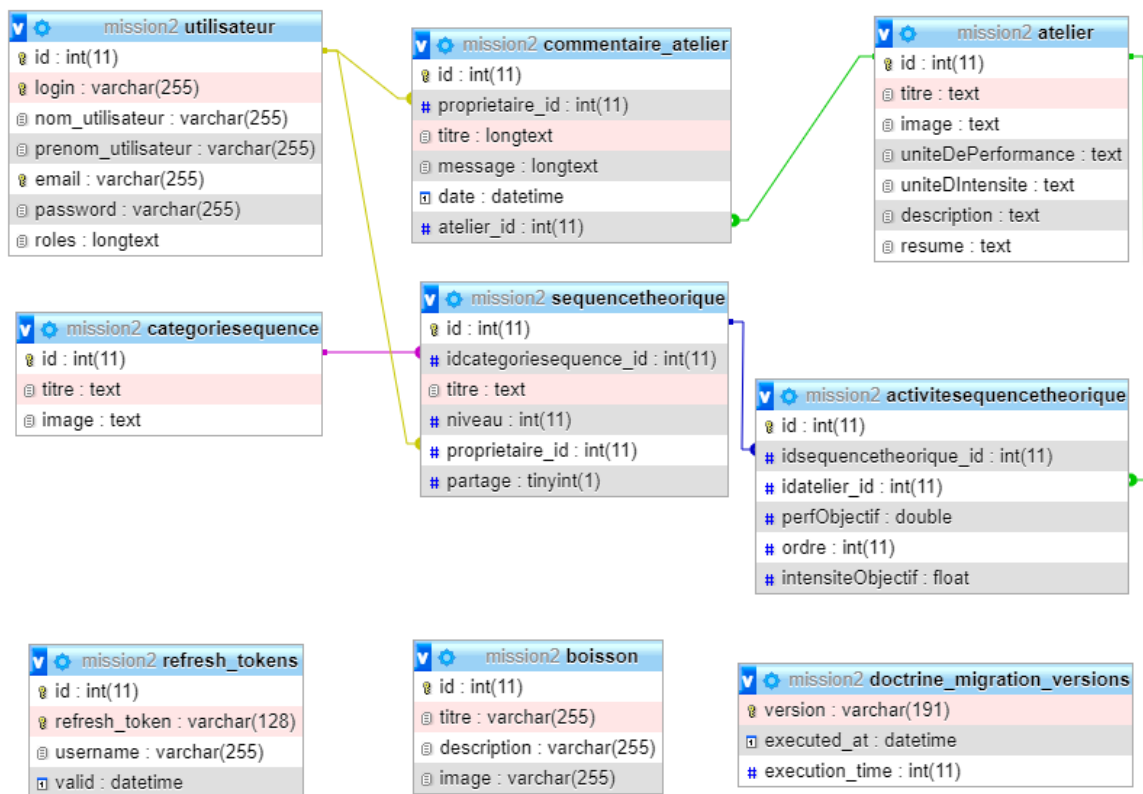 mission2 utilisateur
id : int(11)
login : varchar(255)
nom_utilisateur : varchar(255)
prenom_utilisateur : varchar(255)
email : varchar(255)
password : varchar(255)
roles : longtext
mission2 commentaire_atelier
id : int(11)
proprietaire_id : int(11)
titre : longtext
message : longtext
date : datetime
atelier_id : int(11)
mission2 atelier
id : int(11)
titre : text
image : text
uniteDePerformance : text
uniteDIntensite : text
description : text
resume : text
mission2 categoriesequence
id : int(11)
titre : text
image : text
mission2 sequencetheorique
id : int(11)
idcategoriesequence_id : int(11)
titre : text
niveau : int(11)
proprietaire_id : int(11)
partage : tinyint(1)
mission2 activitesequencetheorique
id : int(11)
idsequencetheorique_id : int(11)
idatelier_id : int(11)
perfObjectif : double
ordre : int(11)
intensiteObjectif : float
mission2 refresh_tokens
id : int(11)
refresh_token : varchar(128)
username : varchar(255)
valid : datetime
mission2 boisson
id : int(11)
titre : varchar(255)
description : varchar(255)
image : varchar(255)
mission2 doctrine_migration_versions
version : varchar(191)
executed_at : datetime
execution_time : int(11)